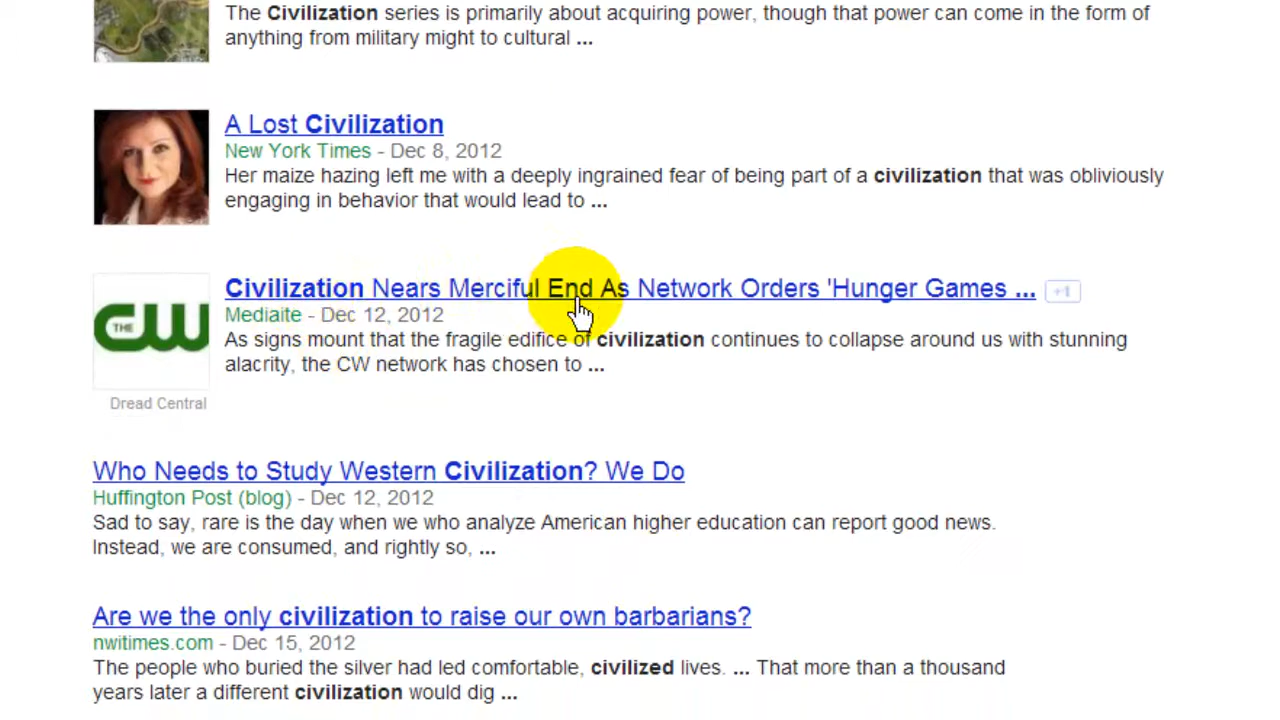 The Civilization series is primarily about acquiring power, though that power can come in the form of
anything from military might to cultural ...
A Lost Civilization
New York Times - Dec 8, 2012
Her maize hazing left me with a deeply ingrained fear of being part of a civilization that was obliviously
engaging in behavior that would lead to ...
Civilization Nears Merciful End As Network Orders 'Hunger Games ... +1
THE CW
Mediaite - Dec 12, 2012
As signs mount that the fragile edifice of civilization continues to collapse around us with stunning
alacrity, the CW network has chosen to ...
Dread Central
Who Needs to Study Western Civilization? We Do
Huffington Post (blog) - Dec 12, 2012
Sad to say, rare is the day when we who analyze American higher education can report good news.
Instead, we are consumed, and rightly so, ...
Are we the only civilization to raise our own barbarians?
nwitimes.com - Dec 15, 2012
The people who buried the silver had led comfortable, civilized lives. ... That more than a thousand
years later a different civilization would dig ...